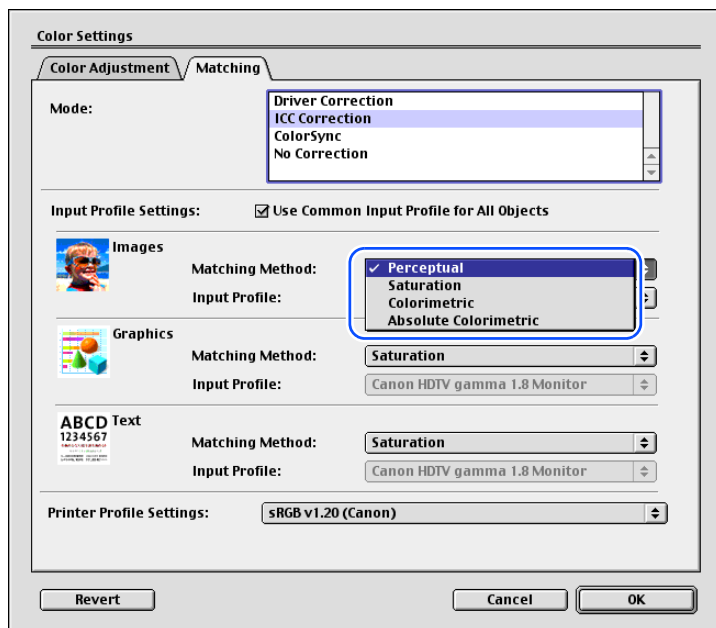 Color Settings
Color Adjustment Matching
Mode:
Driver Correction
ICC Correction
ColorSync
No Correction
Input Profile Settings: Use Common Input Profile for All Objects
Images
Matching Method: ✓ Perceptual
Saturation
Input Profile: Colorimetric
Absolute Colorimetric
Graphics
Matching Method: Saturation
Input Profile: Canon HDTV gamma 1.8 Monitor
ABCD Text
1234567
Matching Method: Saturation
Input Profile: Canon HDTV gamma 1.8 Monitor
Printer Profile Settings: sRGB v1.20 (Canon)
Revert Cancel OK